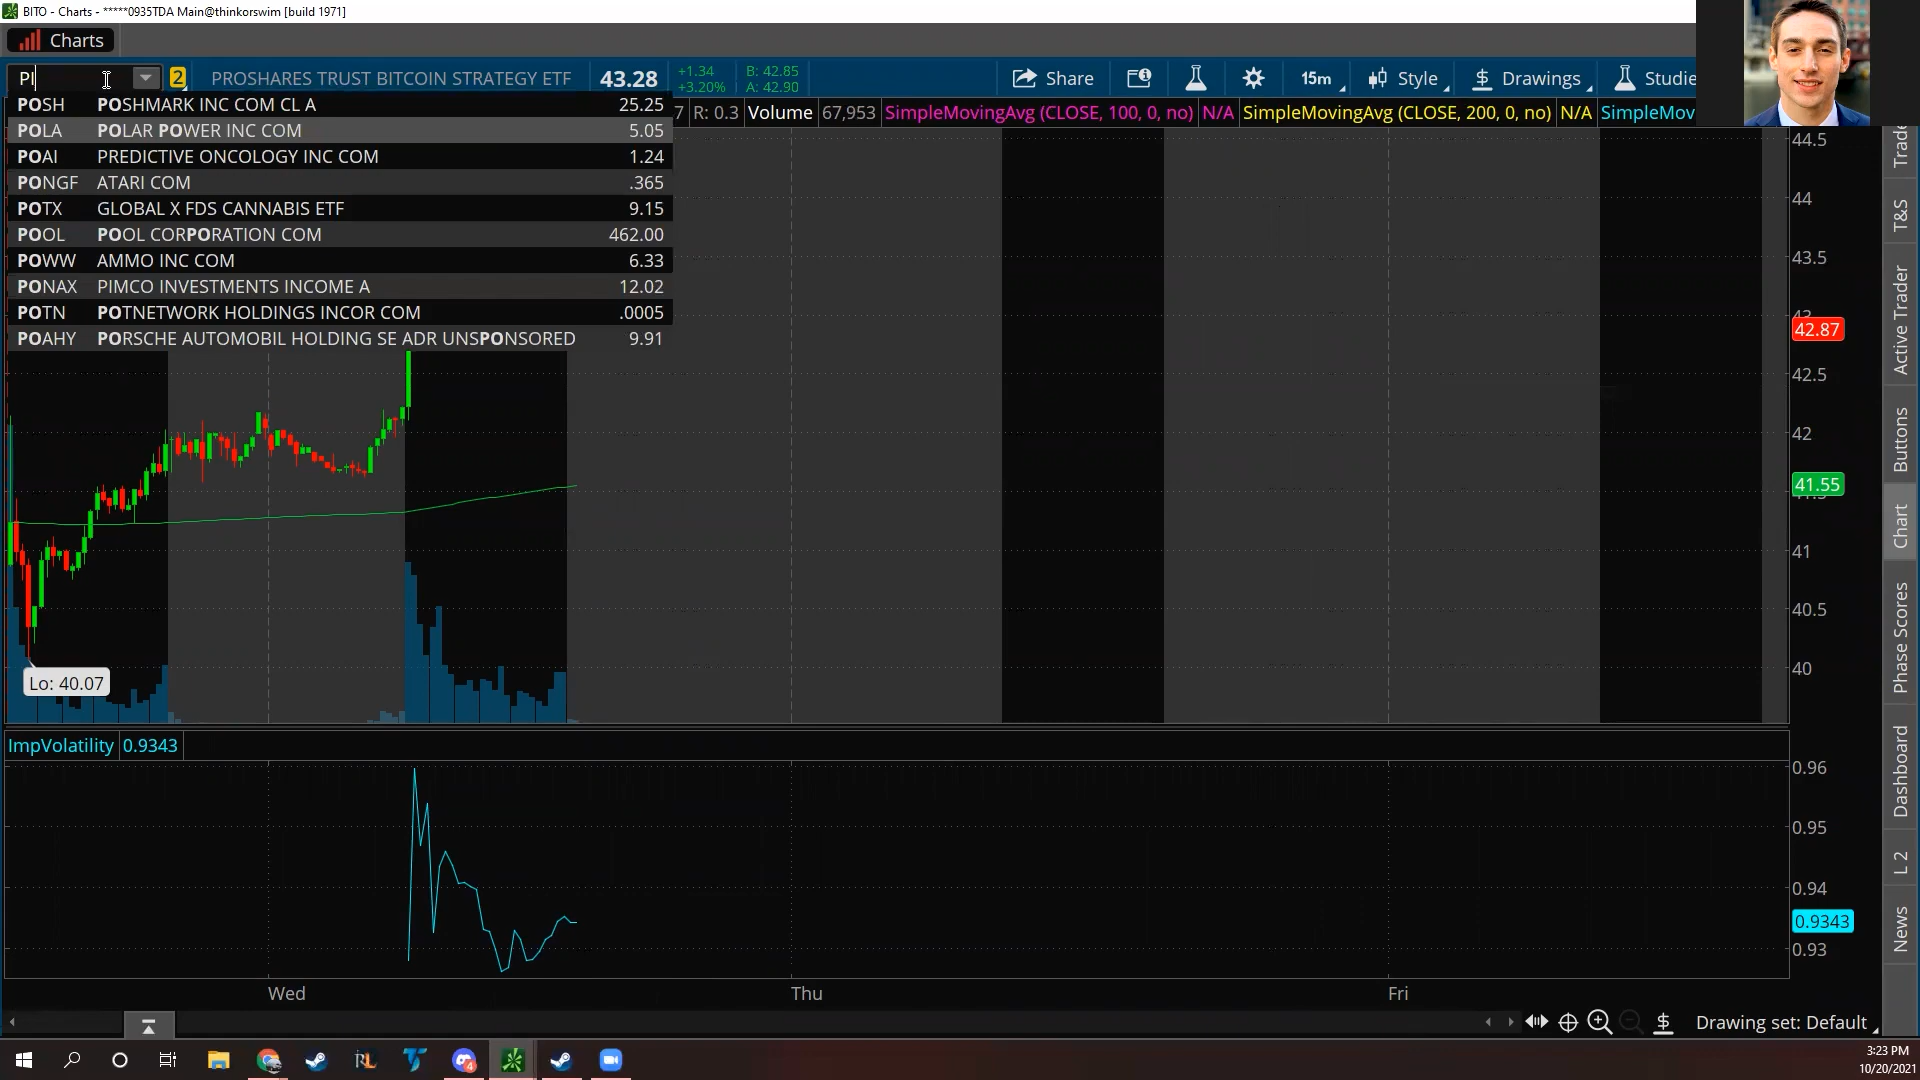 BITO - Charts - *****0935TDA Main@thinkorswim [build 1971]
Charts
PI
2
PROSHARES TRUST BITCOIN STRATEGY ETF
43.28
+1.34
+3.20%
B: 42.85
A: 42.90
Share
15m
Style
$ Drawings
Studie
POSH POSHMARK INC COM CL A 25.25
POLA POLAR POWER INC COM 5.05
POAI PREDICTIVE ONCOLOGY INC COM 1.24
PONGF ATARI COM .365
POTX GLOBAL X FDS CANNABIS ETF 9.15
POOL POOL CORPORATION COM 462.00
POWW AMMO INC COM 6.33
PONAX PIMCO INVESTMENTS INCOME A 12.02
POTN POTNETWORK HOLDINGS INCOR COM .0005
POAHY PORSCHE AUTOMOBIL HOLDING SE ADR UNSPONSORED 9.91
7 R: 0.3 Volume 67,953 SimpleMovingAvg (CLOSE, 100, 0, no) N/A SimpleMovingAvg (CLOSE, 200, 0, no) N/A SimpleMov
44.5
44
43.5
42.87
42.5
42
41.55
41
40.5
40
Lo: 40.07
ImpVolatility 0.9343
0.96
0.95
0.94
0.9343
0.93
Wed
Thu
Fri
Trade
T&S
Active Trader
Buttons
Chart
Phase Scores
Dashboard
L 2
News
$
Drawing set: Default
RL
4
3:23 PM
10/20/2021